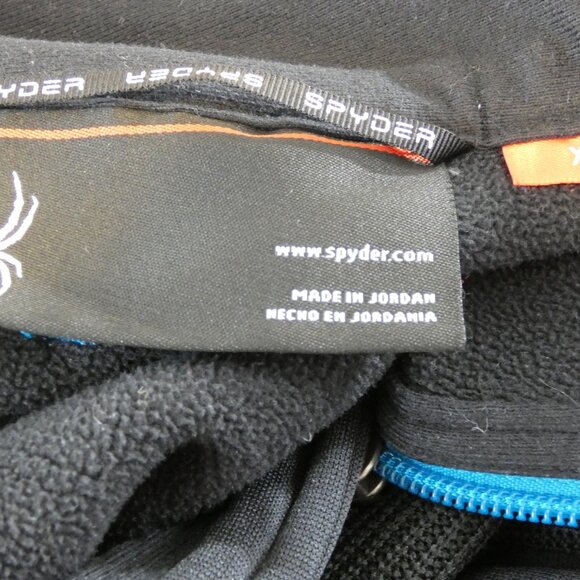 SPYDER SPYDER SPYDER
www.spyder.com
MADE IN JORDAN
HECHO EN JORDANIA